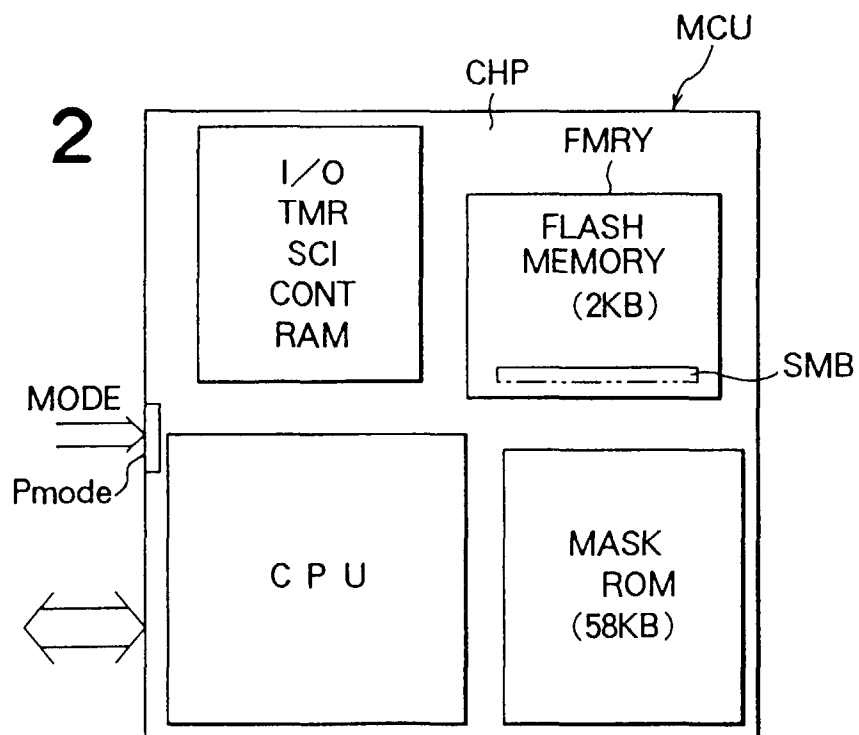 MCU
CHP
2
FMRY
I/O
TMR
SCI
CONT
RAM
FLASH
MEMORY
(2KB)
SMB
MODE
Pmode
CPU
MASK
ROM
(58KB)